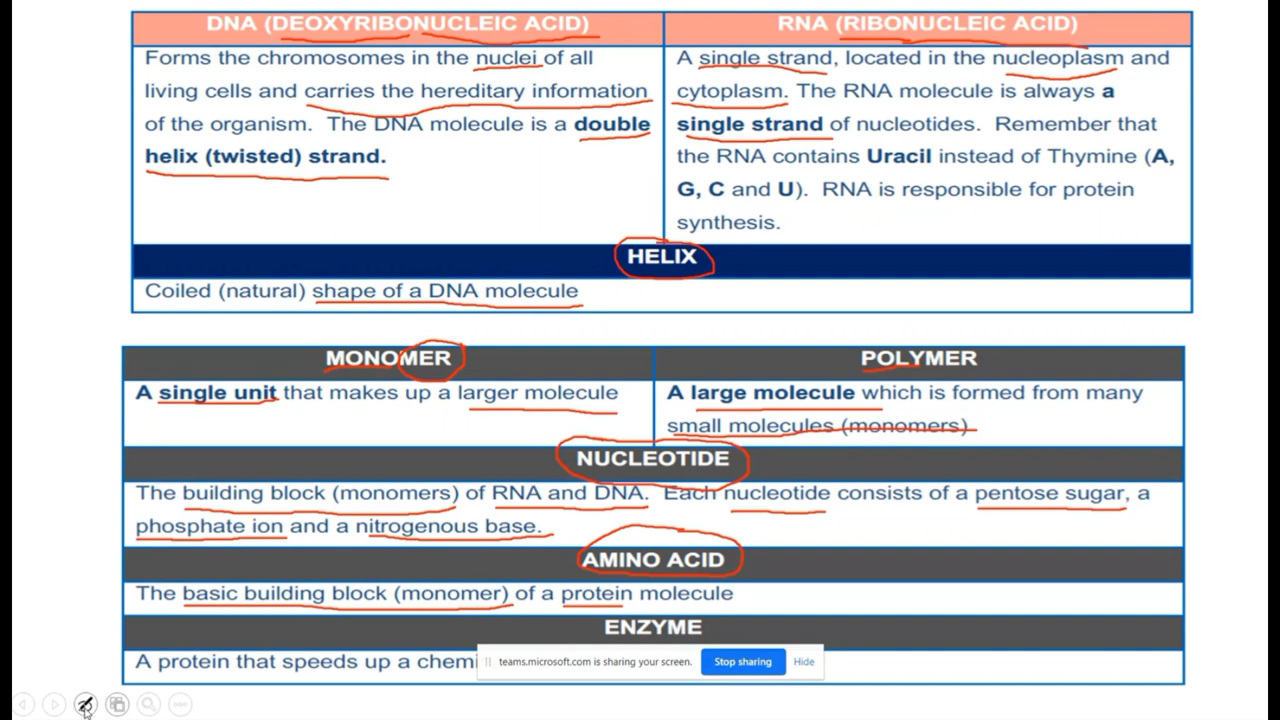 DNA (DEOXYRIBONUCLEIC ACID)
Forms the chromosomes in the nuclei of all
living cells and carries the hereditary information
of the organism. The DNA molecule is a double
helix (twisted) strand.
RNA (RIBONUCLEIC ACID)
A single strand, located in the nucleoplasm and
cytoplasm. The RNA molecule is always a
single strand of nucleotides. Remember that
the RNA contains Uracil instead of Thymine (A,
G, C and U). RNA is responsible for protein
synthesis.
HELIX
Coiled (natural) shape of a DNA molecule
MONOMER
A single unit that makes up a larger molecule
POLYMER
A large molecule which is formed from many
small molecules (monomers)
NUCLEOTIDE
The building block (monomers) of RNA and DNA. Each nucleotide consists of a pentose sugar, a
phosphate ion and a nitrogenous base.
AMINO ACID
The basic building block (monomer) of a protein molecule
ENZYME
A protein that speeds up a chemi
teams.microsoft.com is sharing your screen.
Stop sharing
Hide